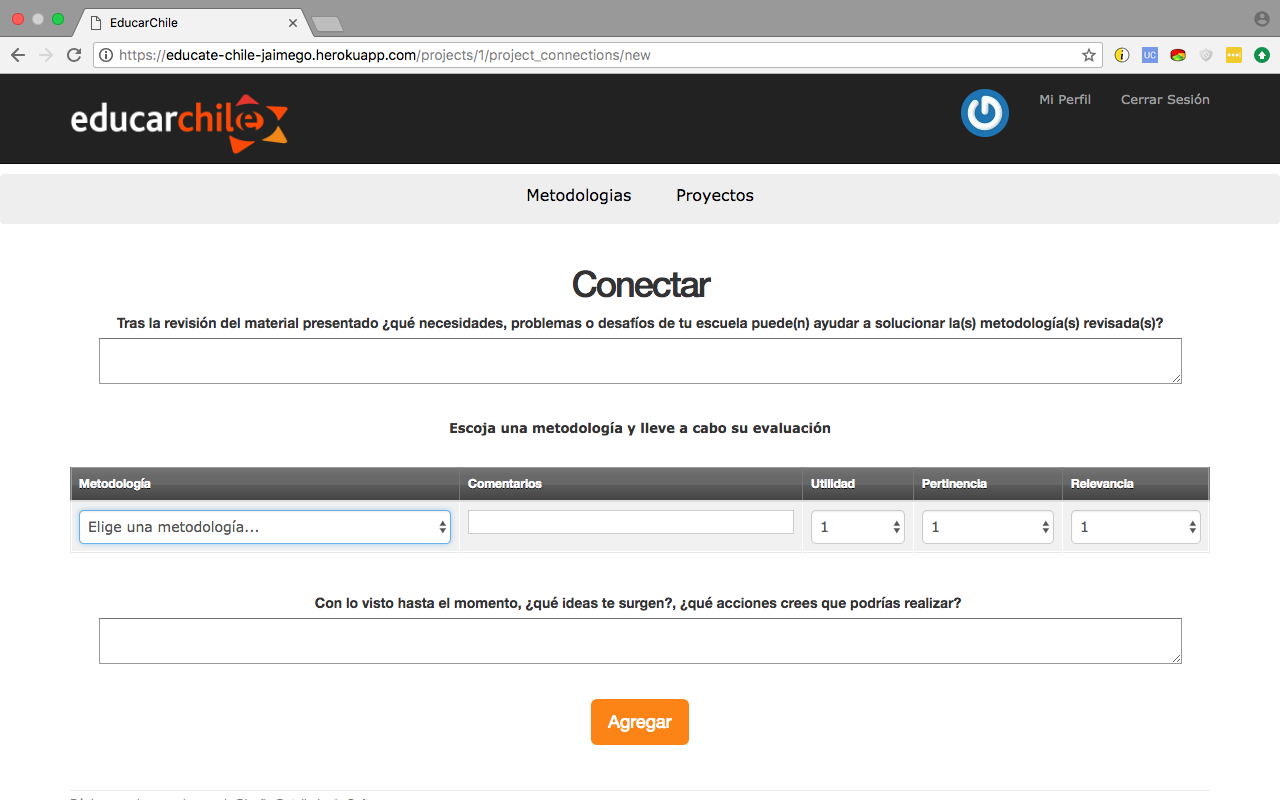 EducarChile
https://educate-chile-jaimego.herokuapp.com/projects/1/project_connections/new
UC
educarchile
Mi Perfil
Cerrar Sesión
Metodologias
Proyectos
Conectar
Tras la revisión del material presentado ¿qué necesidades, problemas o desafíos de tu escuela puede(n) ayudar a solucionar la(s) metodología(s) revisada(s)?
Escoja una metodología y lleve a cabo su evaluación
Metodología Comentarios Utilidad Pertinencia Relevancia
Elige una metodología... 1 1 1
Con lo visto hasta el momento, ¿qué ideas te surgen?, ¿qué acciones crees que podrías realizar?
Agregar